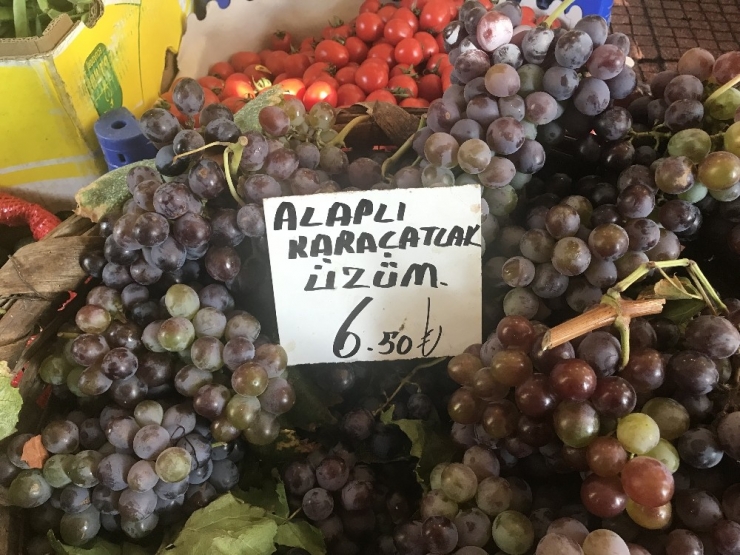 ALAPLI
KARAÇATLAK
ÜZÜM.
6.50₺